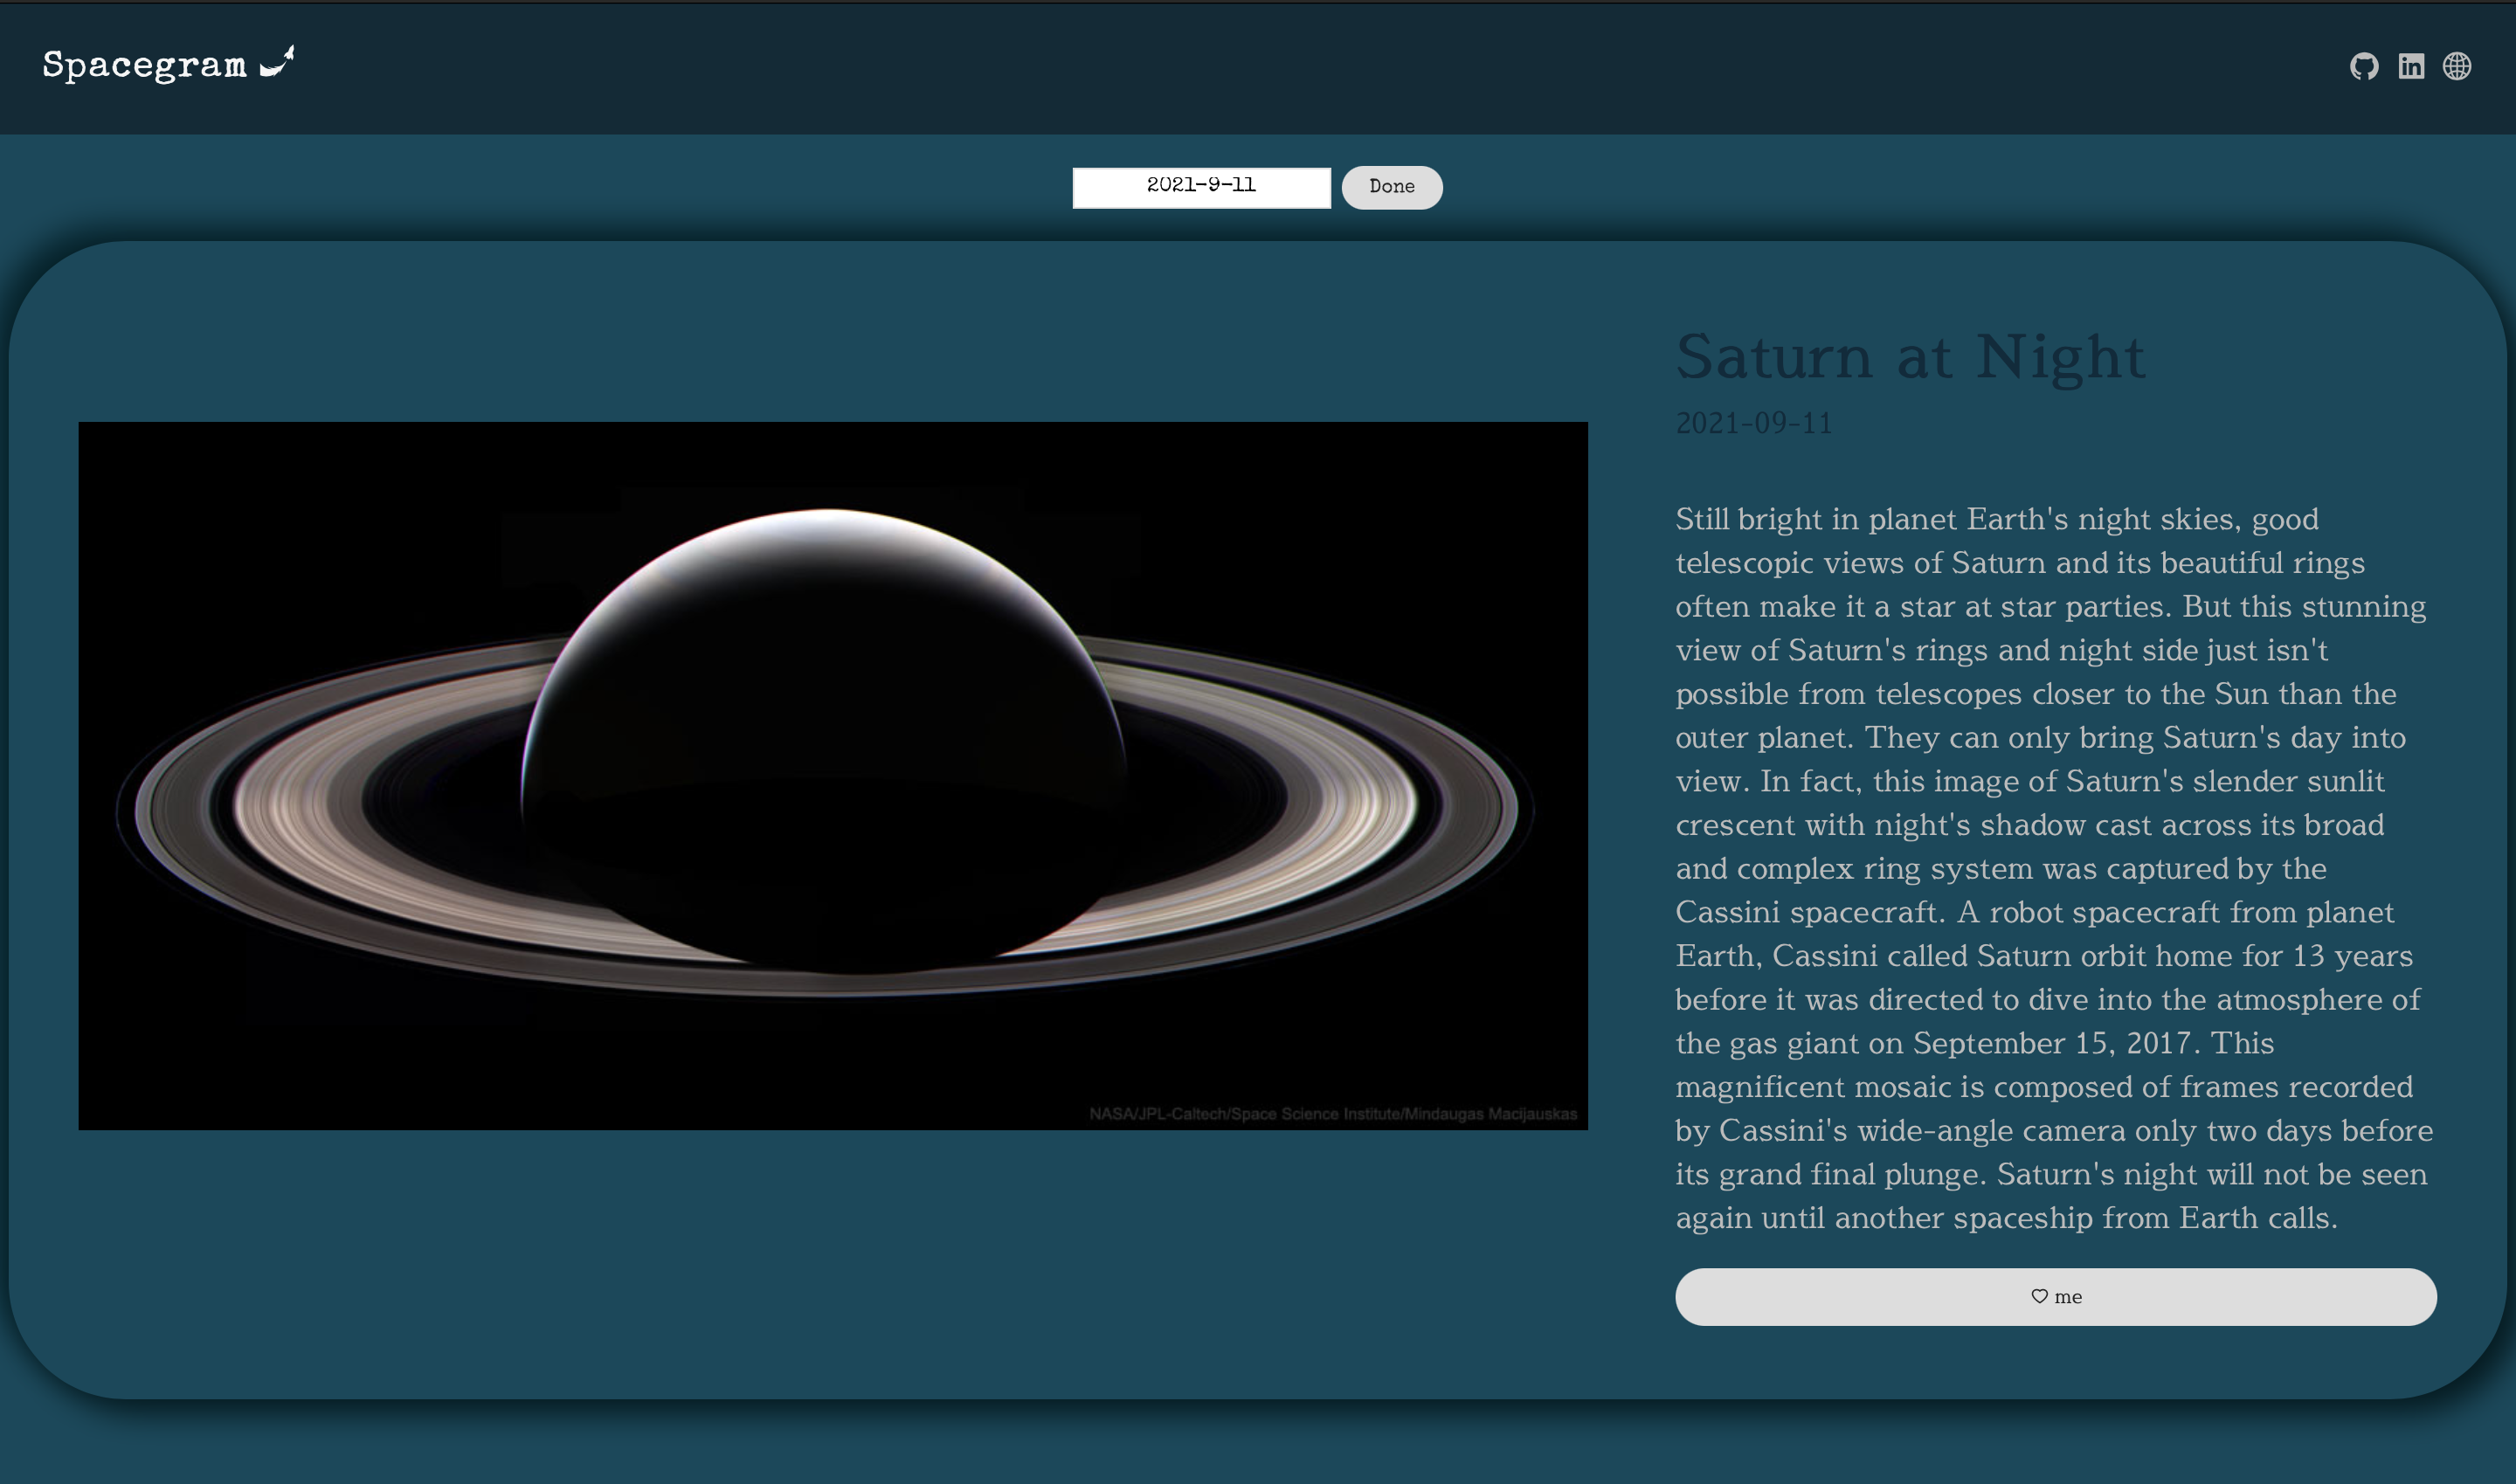 Spacegram
2021-9-11
Done
Saturn at Night
2021-09-11
Still bright in planet Earth's night skies, good
telescopic views of Saturn and its beautiful rings
often make it a star at star parties. But this stunning
view of Saturn's rings and night side just isn't
possible from telescopes closer to the Sun than the
outer planet. They can only bring Saturn's day into
view. In fact, this image of Saturn's slender sunlit
crescent with night's shadow cast across its broad
and complex ring system was captured by the
Cassini spacecraft. A robot spacecraft from planet
Earth, Cassini called Saturn orbit home for 13 years
before it was directed to dive into the atmosphere of
the gas giant on September 15, 2017. This
magnificent mosaic is composed of frames recorded
by Cassini's wide-angle camera only two days before
its grand final plunge. Saturn's night will not be seen
again until another spaceship from Earth calls.
NASA/JPL-Caltech/Space Science Institute/Mindaugas Macijauskas
♡ me